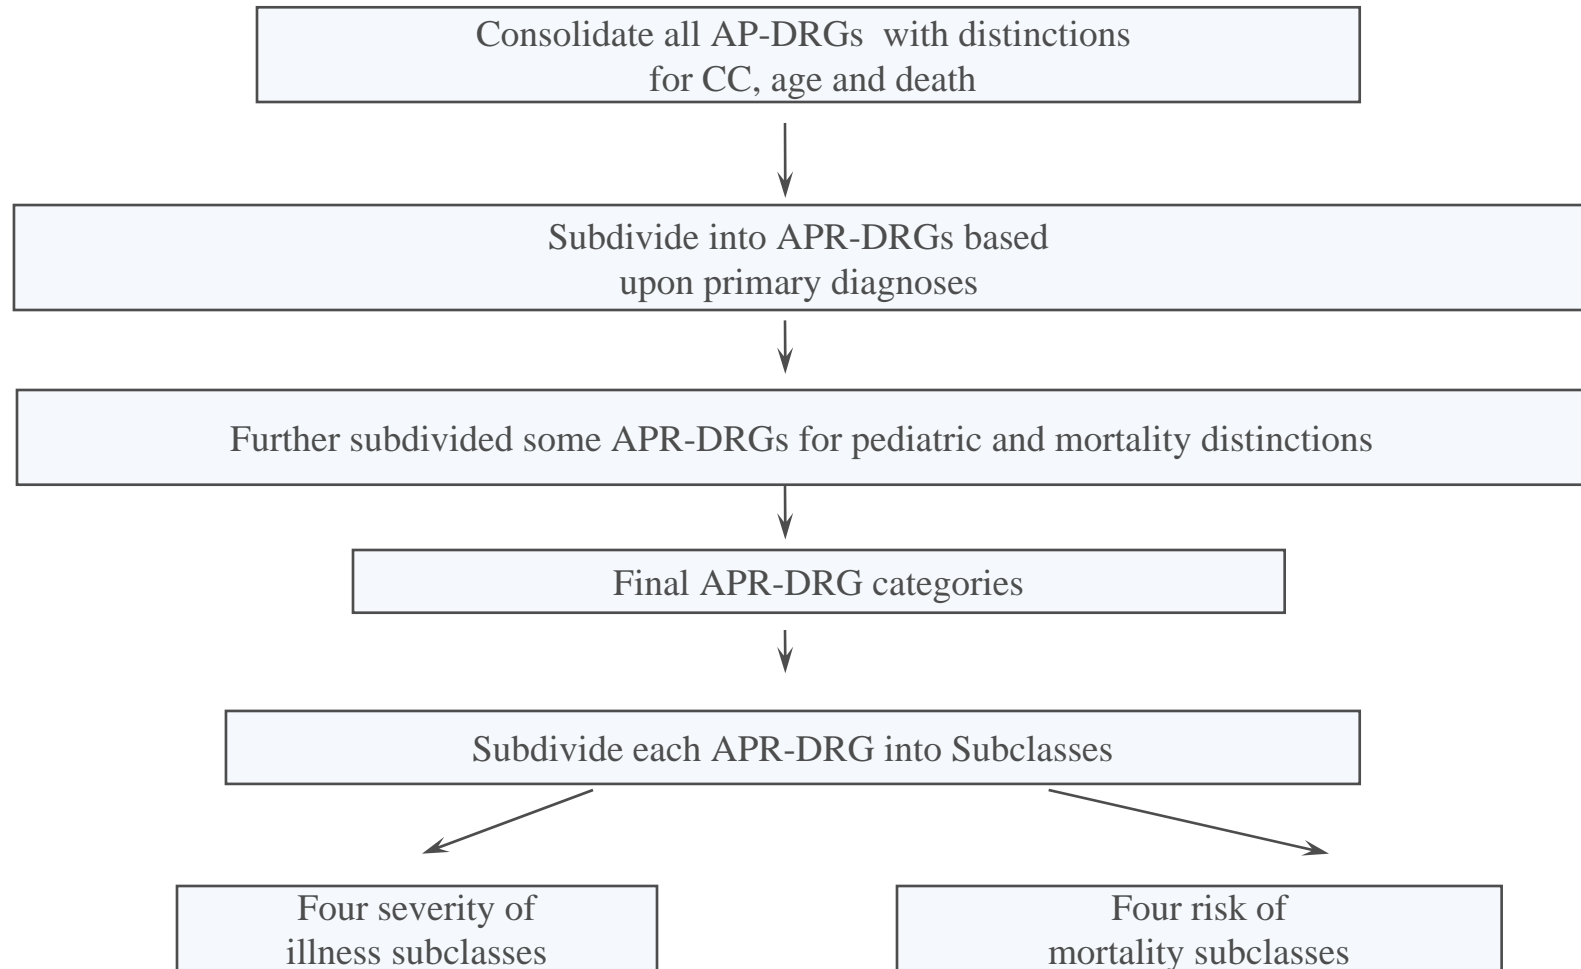 Consolidate all AP-DRGs  with distinctions
for CC, age and death
Subdivide into APR-DRGs based
upon primary diagnoses
Further subdivided some APR-DRGs for pediatric and mortality distinctions
Final APR-DRG categories
Subdivide each APR-DRG into Subclasses
Four severity of
illness subclasses
Four risk of
mortality subclasses